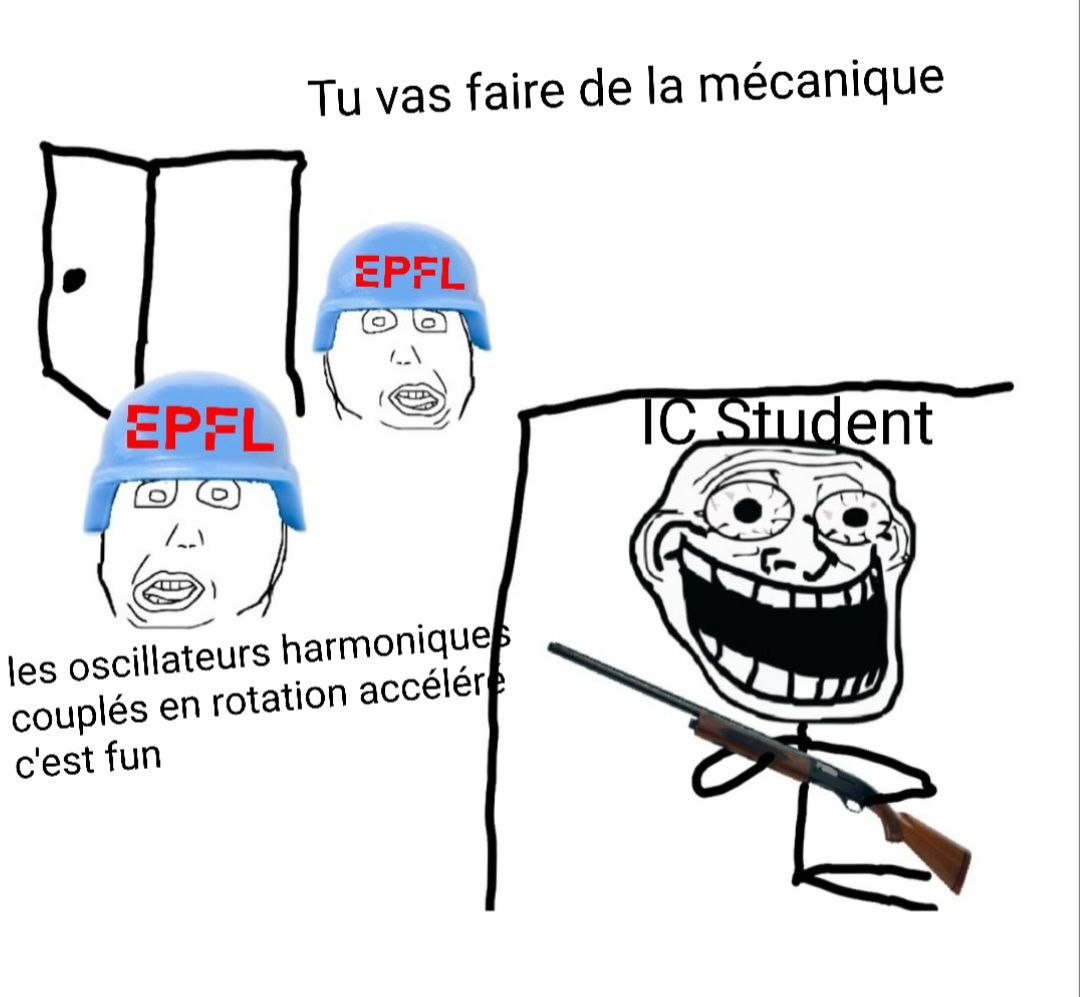 Tu vas faire de la mécanique
EPFL
EPFL
IC Student
les oscillateurs harmoniques
couplés en rotation accéléré
c'est fun